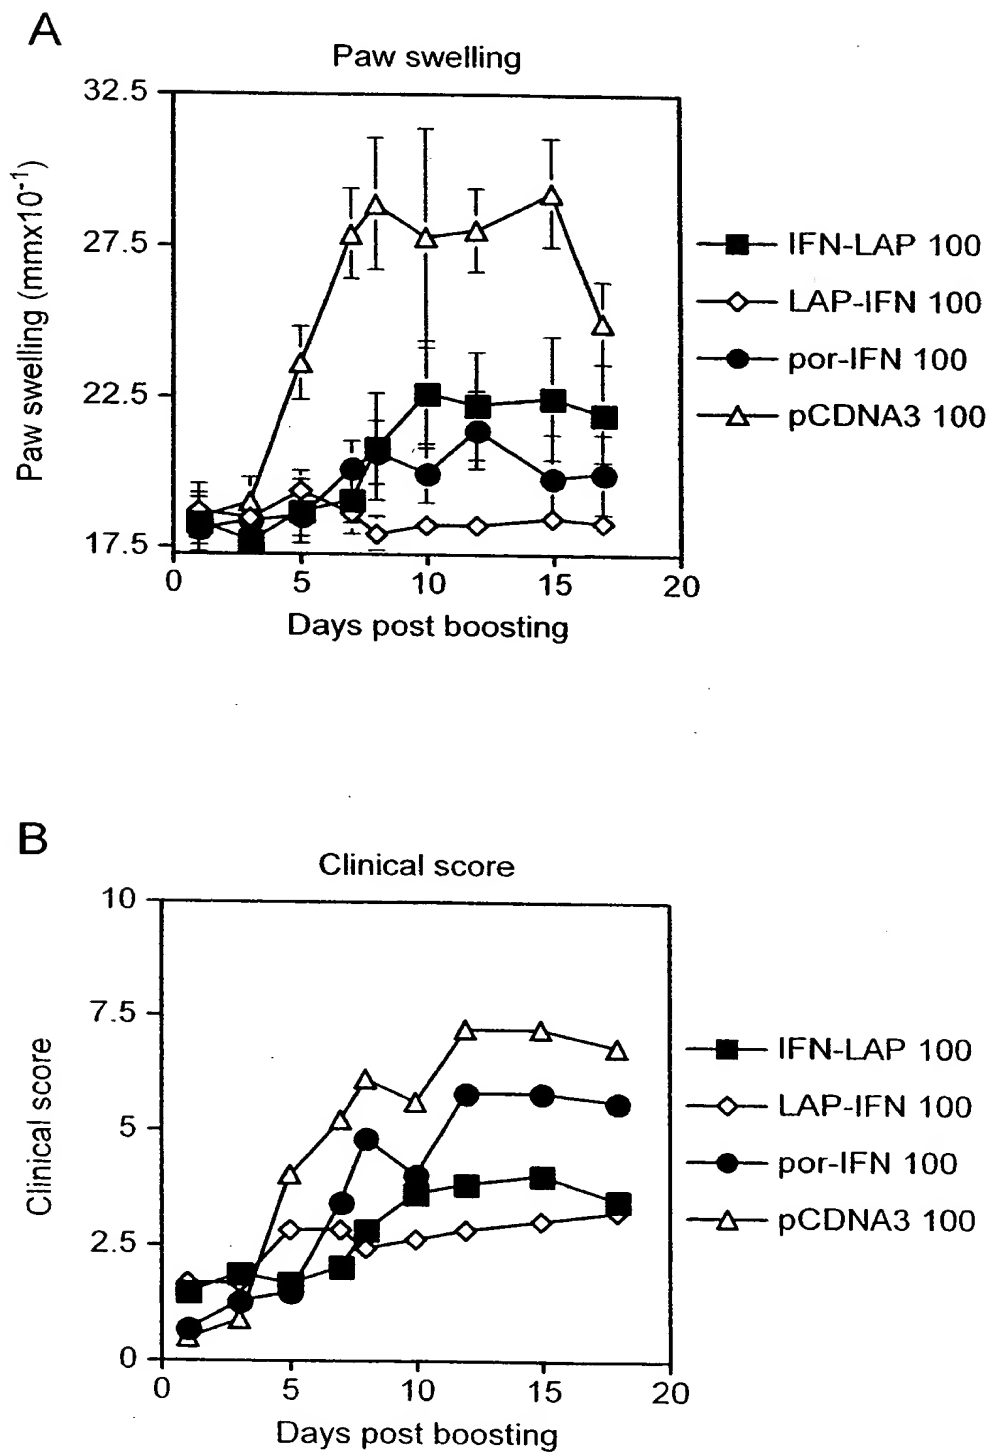 A
Paw swelling
32.5
27.5
22.5
17.5
Paw swelling (mmx10⁻¹)
0 5 10 15 20
Days post boosting
IFN-LAP 100
LAP-IFN 100
por-IFN 100
pCDNA3 100
B
Clinical score
10
7.5
5
2.5
0
Clinical score
0 5 10 15 20
Days post boosting
IFN-LAP 100
LAP-IFN 100
por-IFN 100
pCDNA3 100